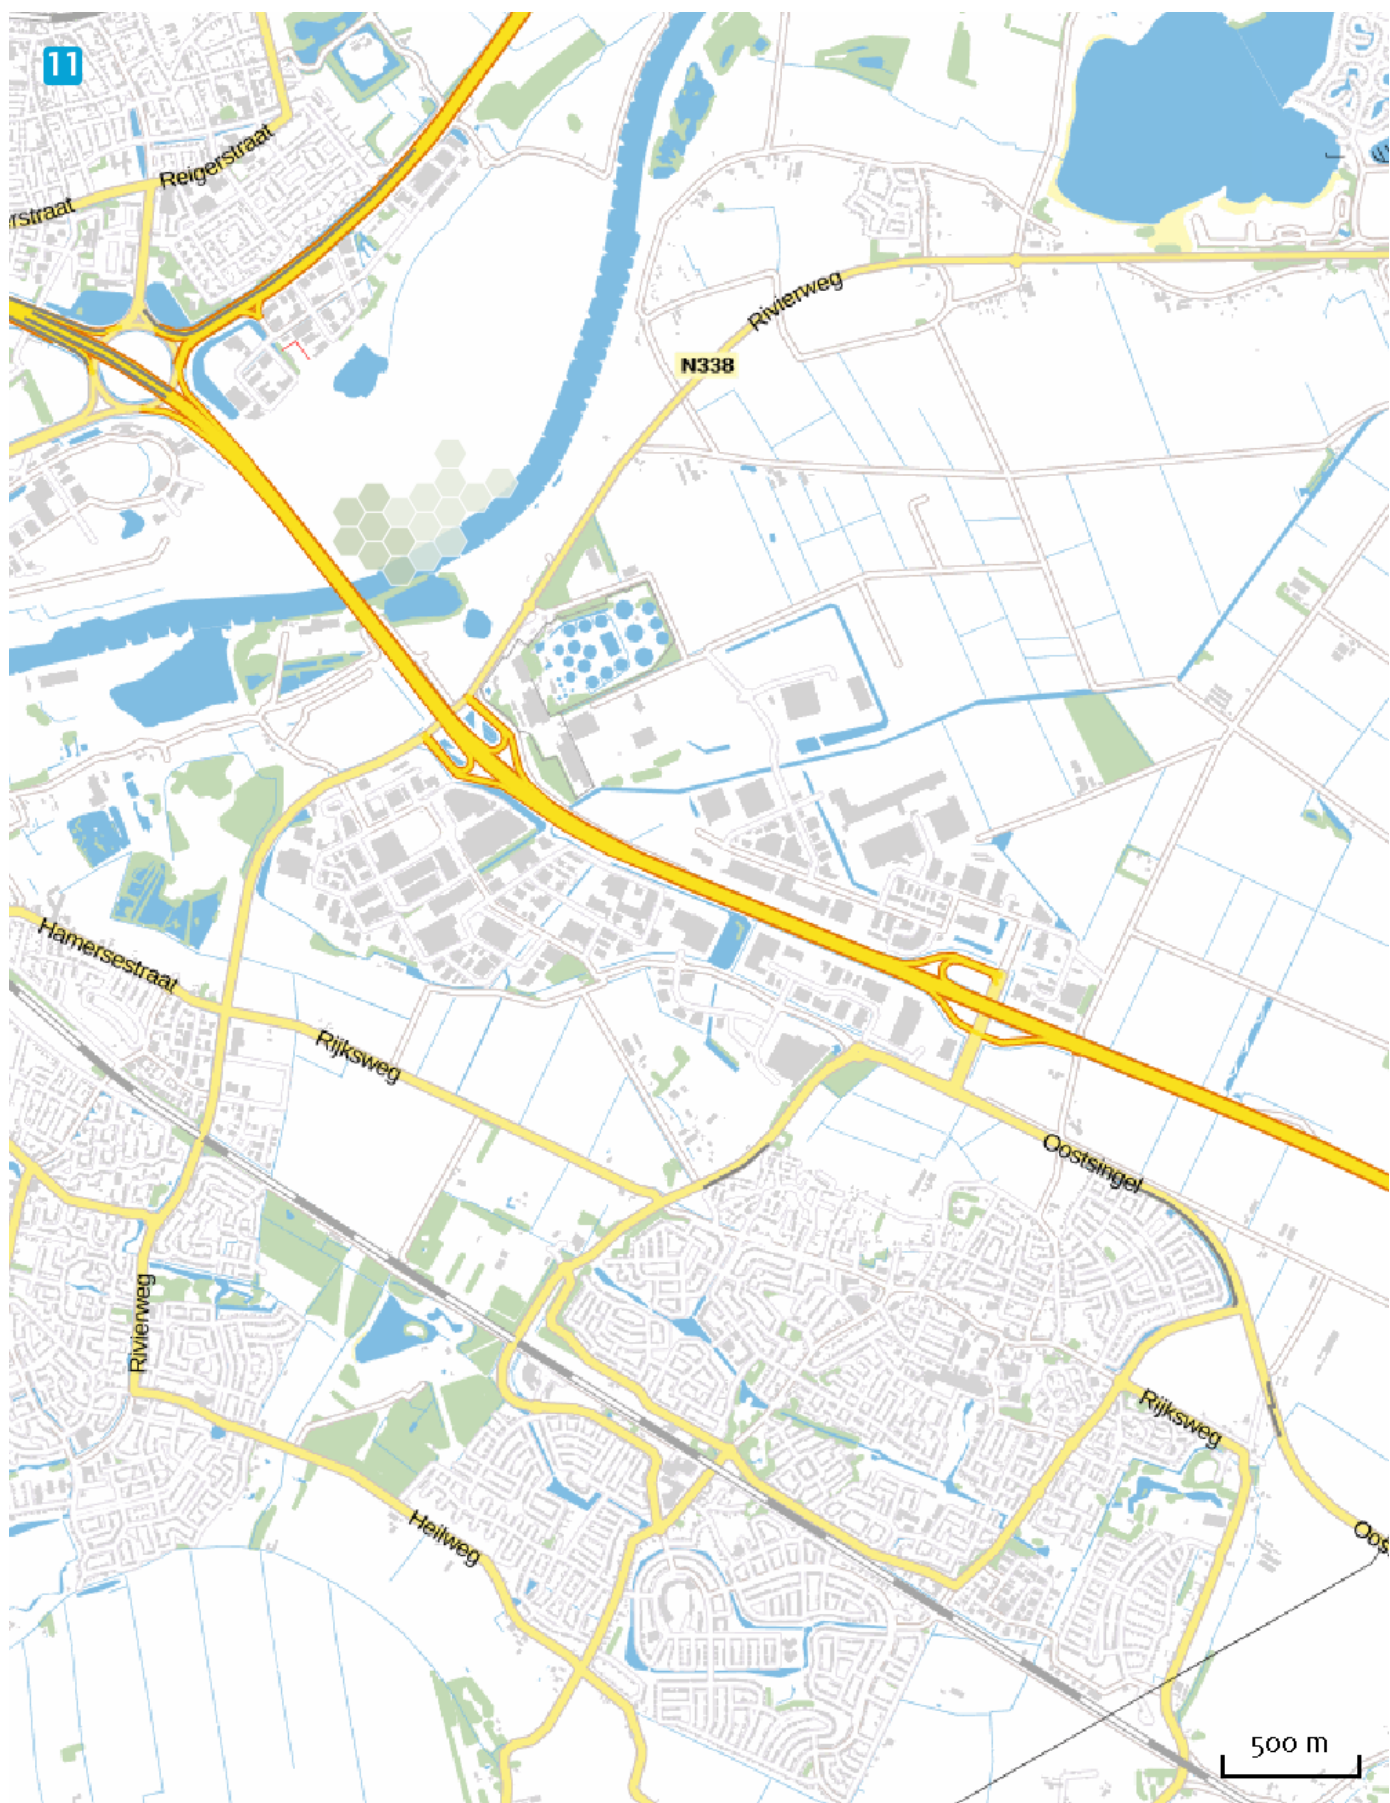 11
Reigerstraat
rstraat
Rivierweg
N338
Hamersestraat
Rijksweg
Oostsingel
Rivierweg
Rijksweg
Heilweg
Oos
500 m